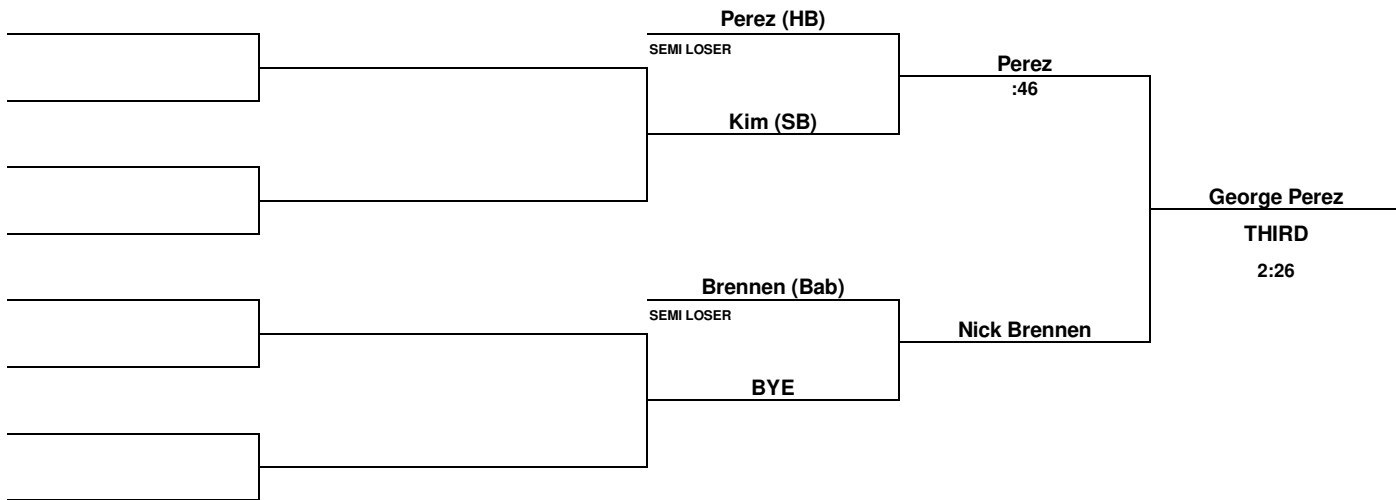 Perez (HB)
SEMI LOSER
Perez
:46
Kim (SB)
George Perez
THIRD
2:26
Brennen (Bab)
SEMI LOSER
Nick Brennen
BYE